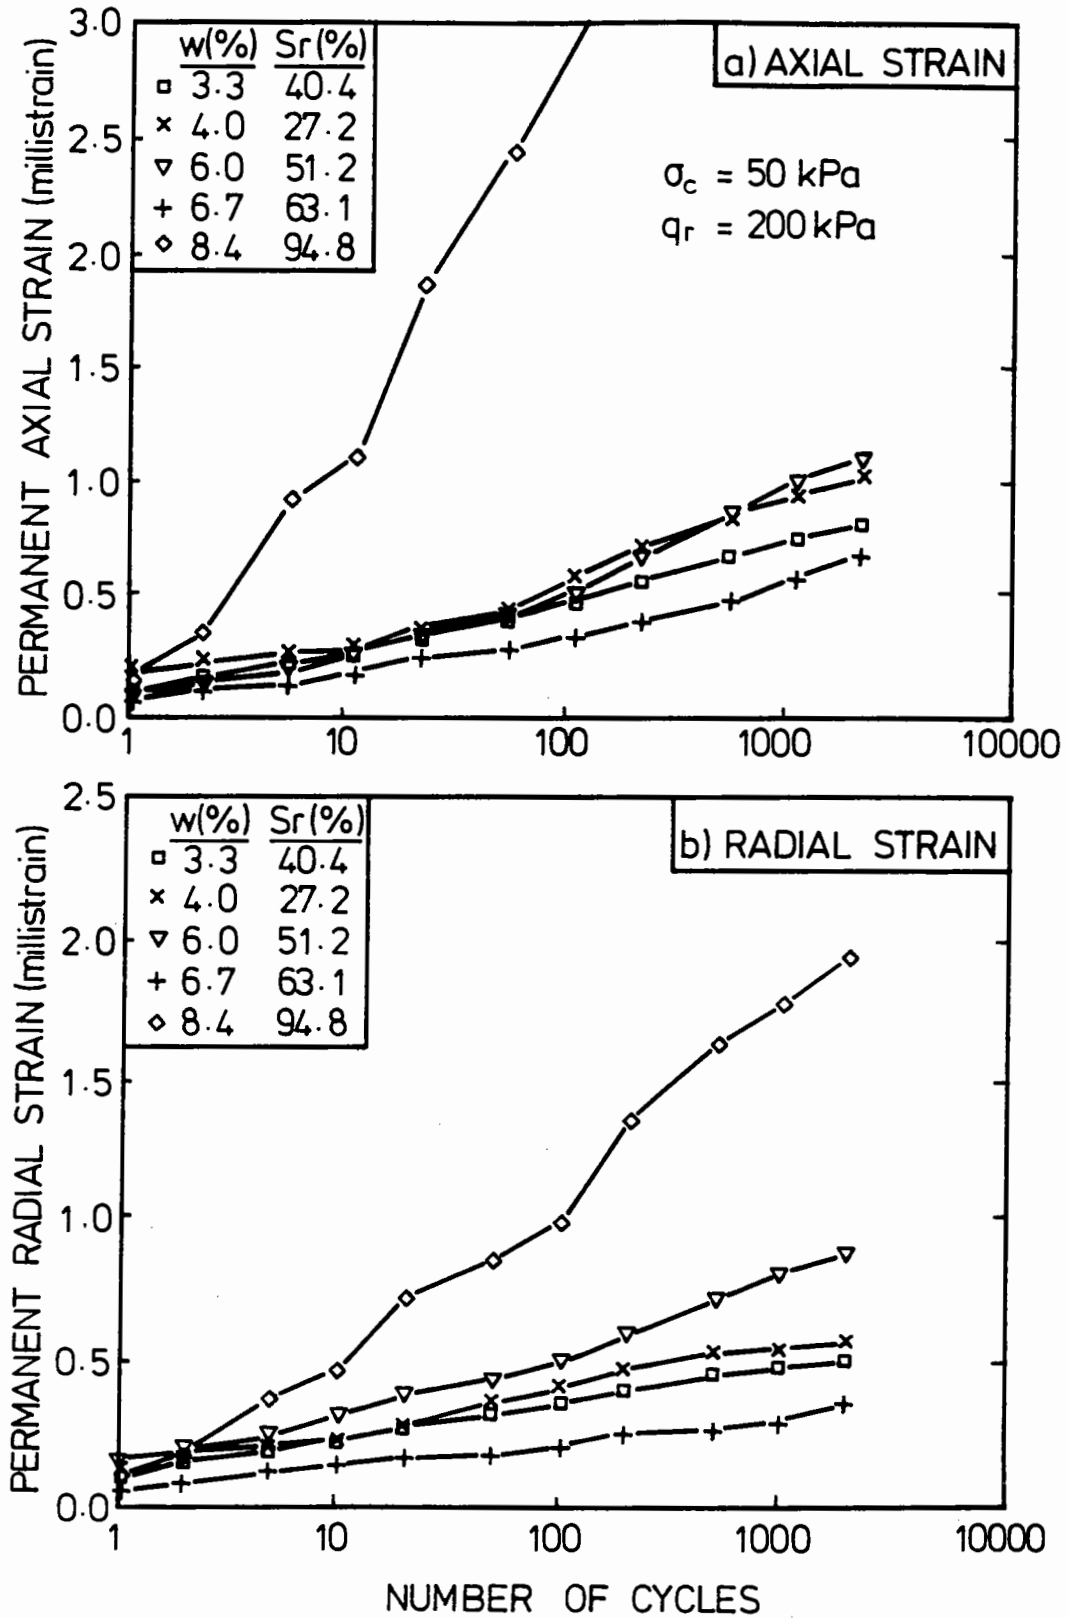 3.0
w(%) Sr(%)
3.3 40.4
4.0 27.2
6.0 51.2
6.7 63.1
8.4 94.8
a) AXIAL STRAIN
σc = 50 kPa
qr = 200 kPa
2.5
2.0
1.5
1.0
0.5
0.0
PERMANENT AXIAL STRAIN (millistrain)
1 10 100 1000 10000
2.5
w(%) Sr(%)
3.3 40.4
4.0 27.2
6.0 51.2
6.7 63.1
8.4 94.8
b) RADIAL STRAIN
2.0
1.5
1.0
0.5
0.0
PERMANENT RADIAL STRAIN (millistrain)
1 10 100 1000 10000
NUMBER OF CYCLES